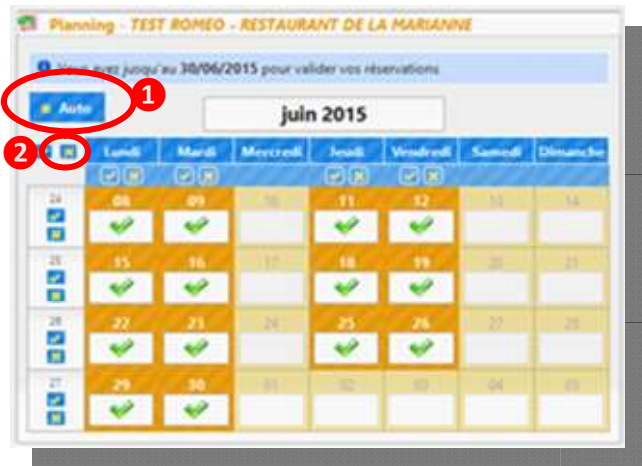 Planning - TEST ROMEO - RESTAURANT DE LA MARIANNE
Vous avez jusqu'au 30/06/2015 pour valider vos réservations
Auto 1
juin 2015
2 Lundi Mardi Mercredi Jeudi Vendredi Samedi Dimanche
24 08 09 10 11 12 13 14
25 15 16 17 18 19 20 21
22 23 24 25 26 27 28
27 29 30 01 02 03 04 05